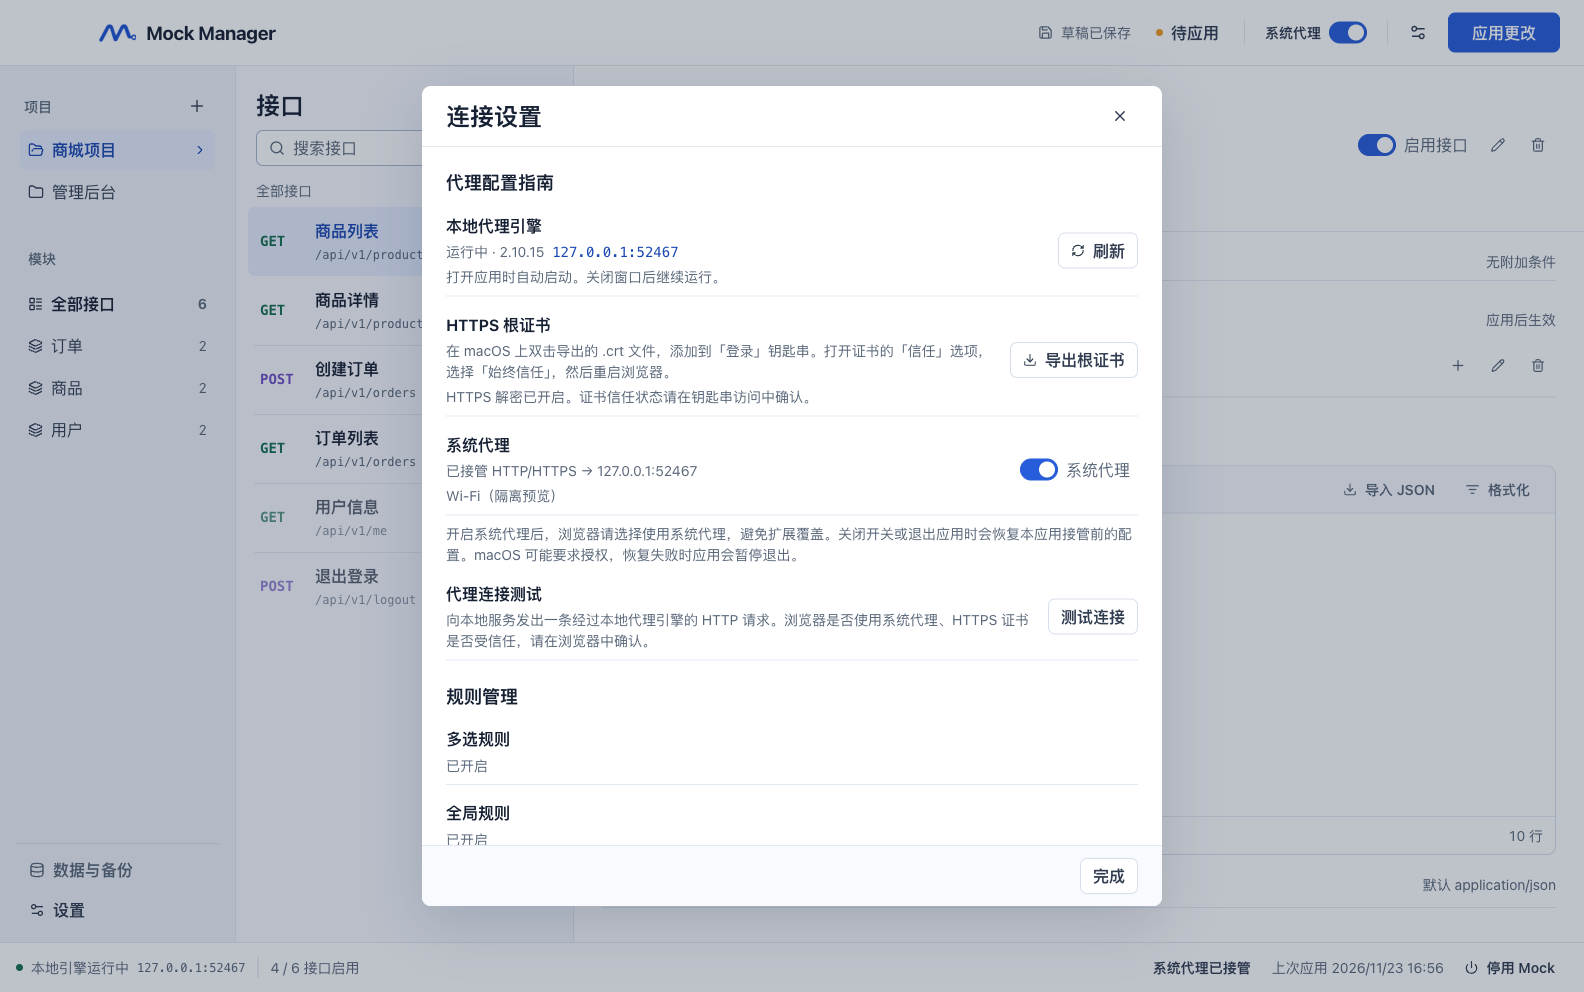 Mock Manager
草稿已保存
待应用
系统代理
应用更改
项目
商城项目
管理后台
模块
全部接口 6
订单 2
商品 2
用户 2
数据与备份
设置
接口
搜索接口
全部接口
GET 商品列表
/api/v1/product
GET 商品详情
/api/v1/product
POST 创建订单
/api/v1/orders
GET 订单列表
/api/v1/orders
GET 用户信息
/api/v1/me
POST 退出登录
/api/v1/logout
启用接口
无附加条件
应用后生效
导入 JSON
格式化
10 行
默认 application/json
连接设置
代理配置指南
本地代理引擎
运行中 · 2.10.15 127.0.0.1:52467
打开应用时自动启动。关闭窗口后继续运行。
刷新
HTTPS 根证书
在 macOS 上双击导出的 .crt 文件，添加到「登录」钥匙串。打开证书的「信任」选项，
选择「始终信任」，然后重启浏览器。
HTTPS 解密已开启。证书信任状态请在钥匙串访问中确认。
导出根证书
系统代理
已接管 HTTP/HTTPS → 127.0.0.1:52467
Wi-Fi（隔离预览）
系统代理
开启系统代理后，浏览器请选择使用系统代理，避免扩展覆盖。关闭开关或退出应用时会恢复本应用接管前的配
置。macOS 可能要求授权，恢复失败时应用会暂停退出。
代理连接测试
向本地服务发出一条经过本地代理引擎的 HTTP 请求。浏览器是否使用系统代理、HTTPS 证书
是否受信任，请在浏览器中确认。
测试连接
规则管理
多选规则
已开启
全局规则
已开启
完成
本地引擎运行中 127.0.0.1:52467
4 / 6 接口启用
系统代理已接管
上次应用 2026/11/23 16:56
停用 Mock